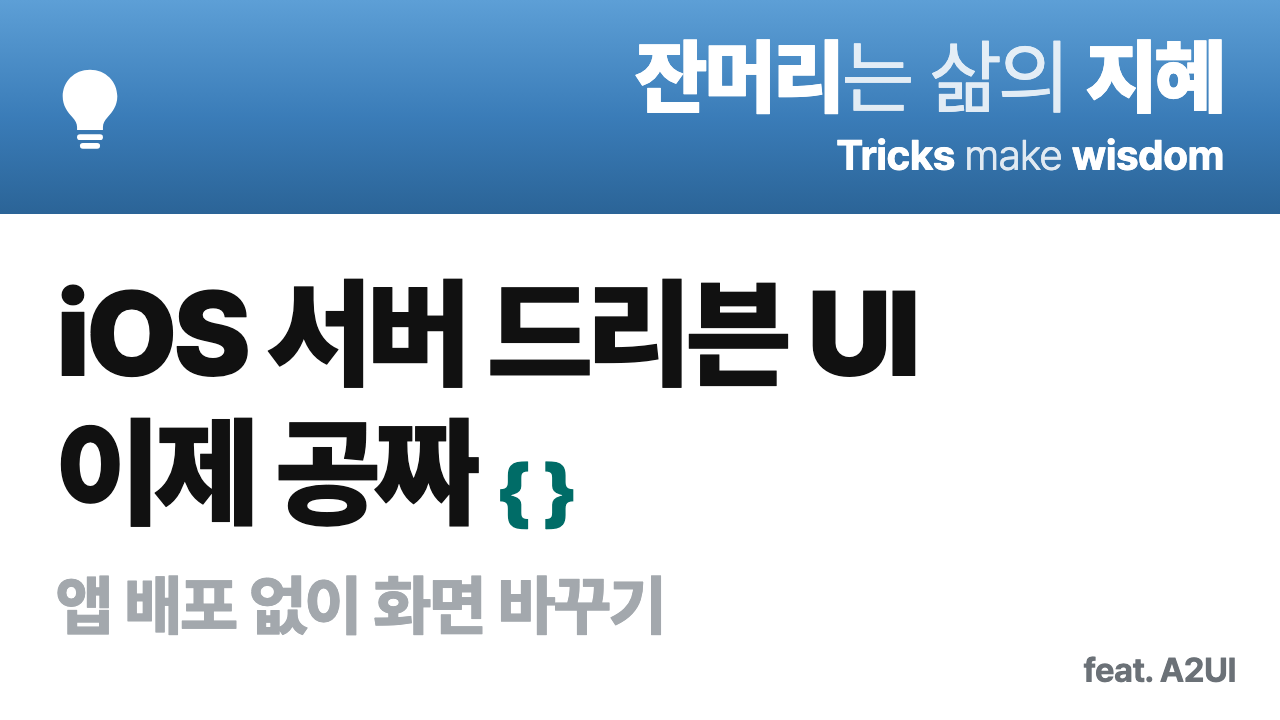 잔머리는 삶의 지혜
Tricks make wisdom
iOS 서버 드리븐 UI
이제 공짜 { }
앱 배포 없이 화면 바꾸기
feat. A2UI